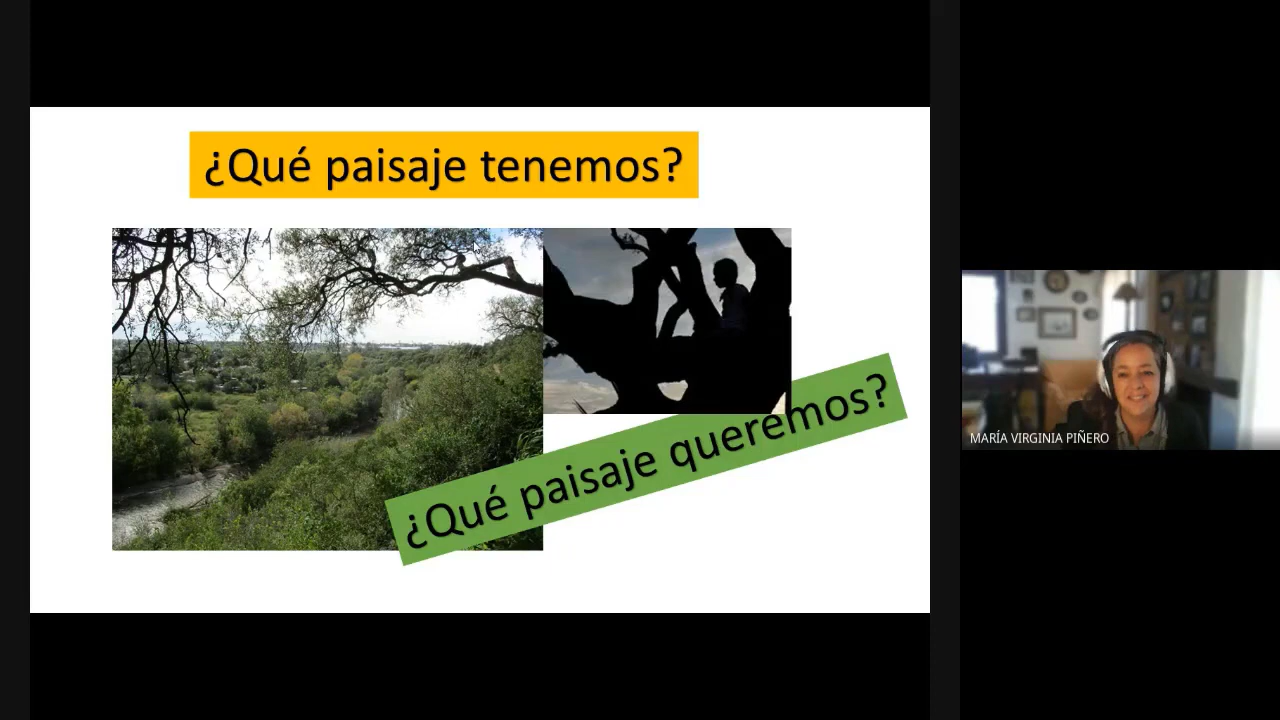 ¿Qué paisaje tenemos?
¿Qué paisaje queremos?
MARÍA VIRGINIA PIÑERO